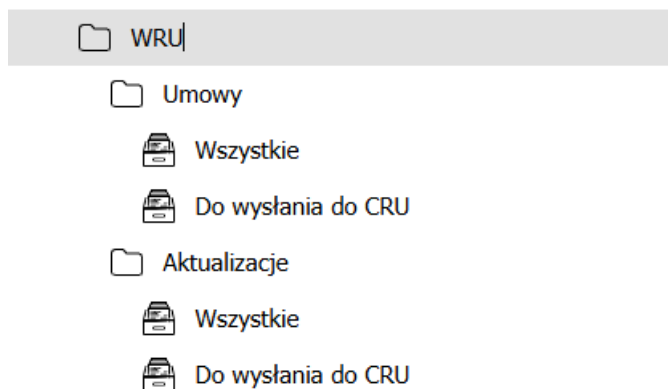 WRU
Umowy
Wszystkie
Do wysłania do CRU
Aktualizacje
Wszystkie
Do wysłania do CRU